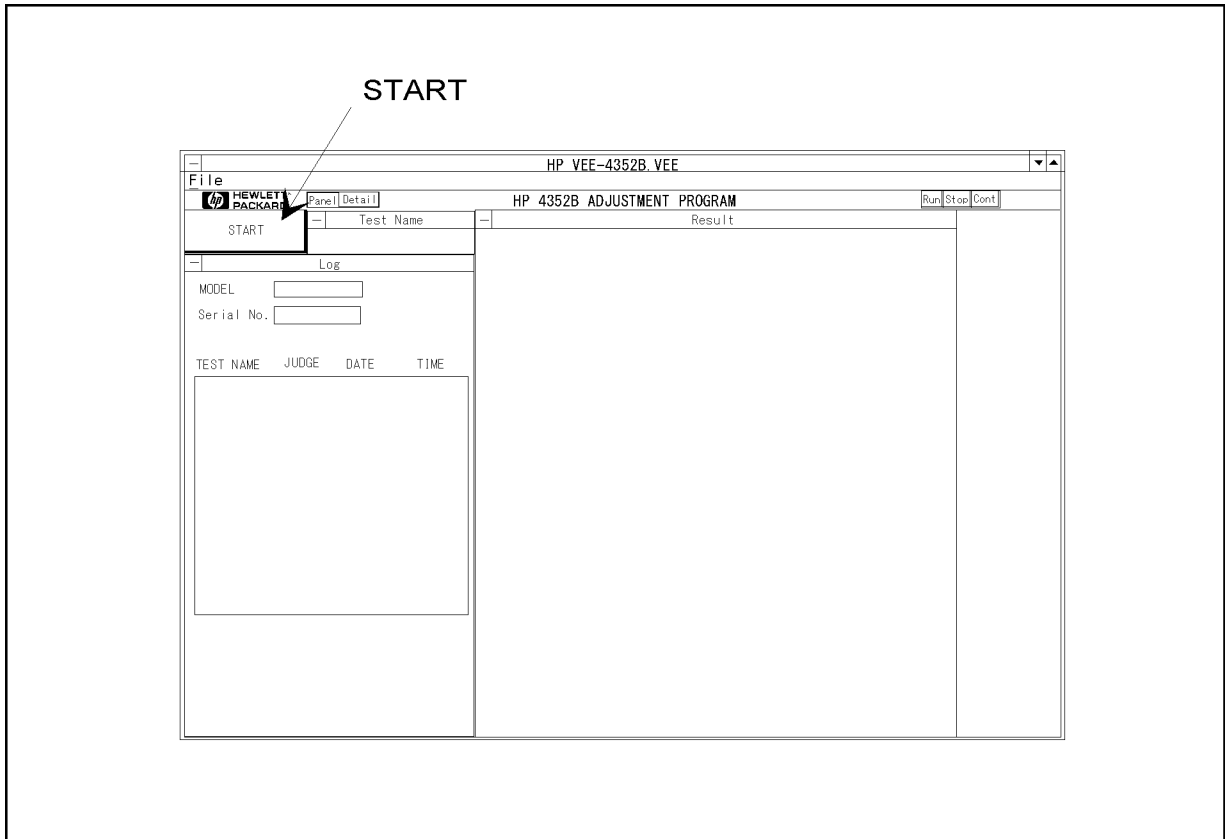 START
HP VEE-4352B.VEE
File
hp HEWLETT PACKARD
Panel Detail
HP 4352B ADJUSTMENT PROGRAM
Run Stop Cont
START
Test Name
Result
Log
MODEL
Serial No.
TEST NAME JUDGE DATE TIME